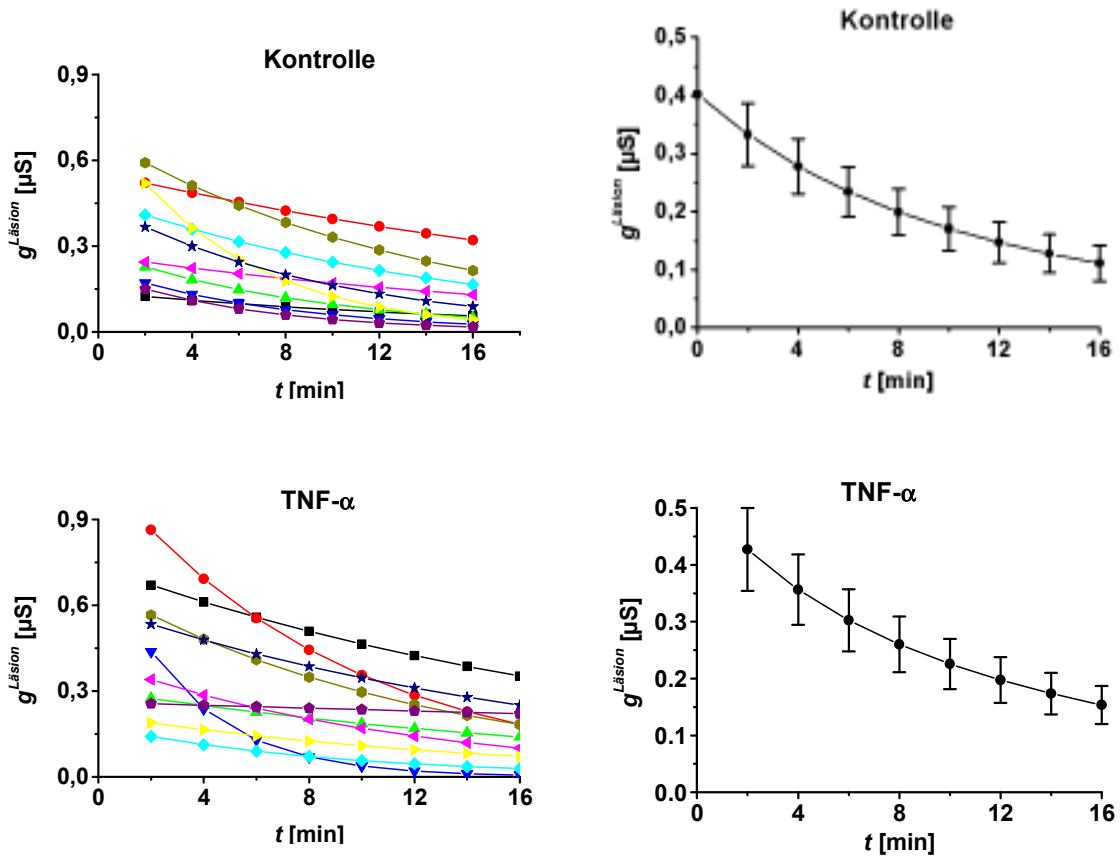 Kontrolle
0,9
0,6
0,3
0,0
g^Läsion [µS]
0 4 8 12 16
t [min]
Kontrolle
0,5
0,4
0,3
0,2
0,1
0,0
g^Läsion [µS]
0 4 8 12 16
t [min]
TNF-α
0,9
0,6
0,3
0,0
g^Läsion [µS]
0 4 8 12 16
t [min]
TNF-α
0.5
0.4
0.3
0.2
0.1
0.0
g^Läsion [µS]
0 4 8 12 16
t [min]